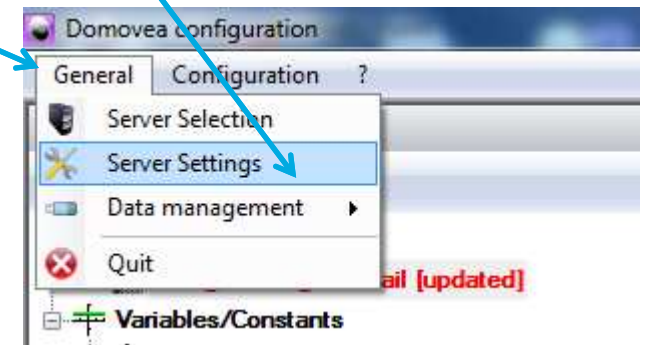 Domovea configuration
General Configuration ?
Server Selection
Server Settings
Data management
Quit
ail [updated]
Variables/Constants